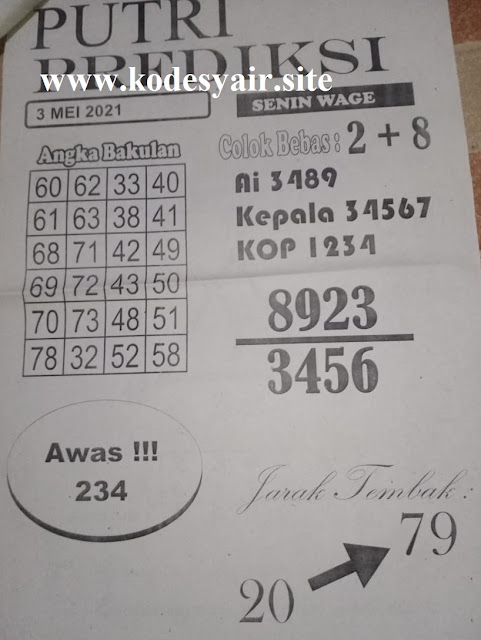 PUTRI
PREDIKSI
www.kodesyair.site
3 MEI 2021
SENIN WAGE
Angka Bakulan
60 62 33 40
61 63 38 41
68 71 42 49
69 72 43 50
70 73 48 51
78 32 52 58
Colok Bebas : 2 + 8
Ai 3489
Kepala 34567
KOP 1234
8923
3456
Awas !!!
234
Jarak Tembak :
79
20